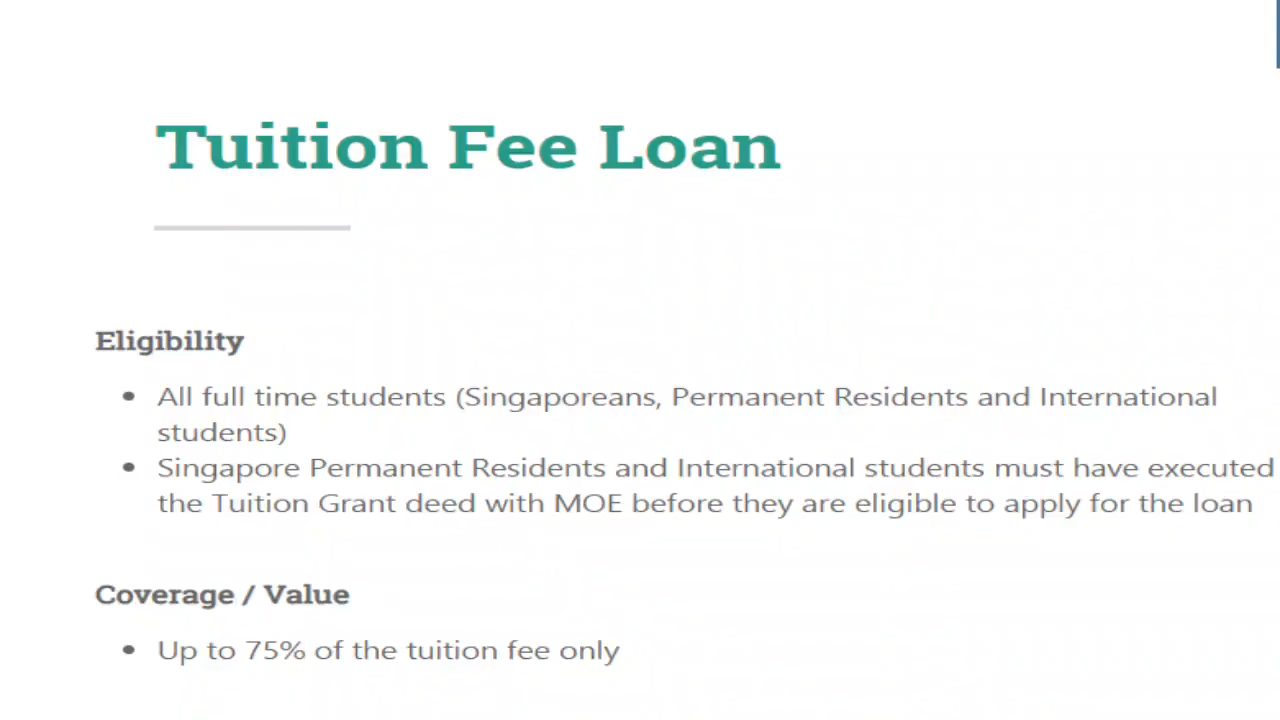 Tuition Fee Loan
Eligibility
• All full time students (Singaporeans, Permanent Residents and International
students)
• Singapore Permanent Residents and International students must have executed
the Tuition Grant deed with MOE before they are eligible to apply for the loan
Coverage / Value
• Up to 75% of the tuition fee only